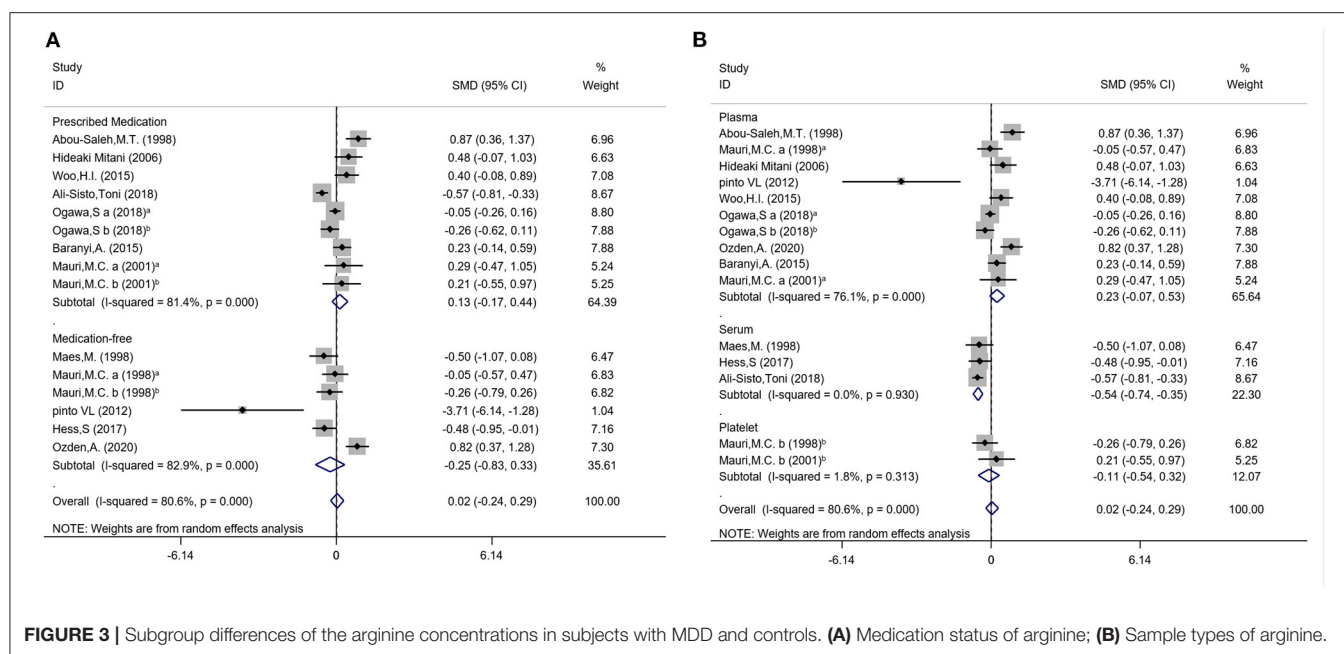 A
Study % 
ID SMD (95% CI) Weight
Prescribed Medication
Abou-Saleh,M.T. (1998) 0.87 (0.36, 1.37) 6.96
Hideaki Mitani (2006) 0.48 (-0.07, 1.03) 6.63
Woo,H.I. (2015) 0.40 (-0.08, 0.89) 7.08
Ali-Sisto,Toni (2018) -0.57 (-0.81, -0.33) 8.67
Ogawa,S a (2018)ᵃ -0.05 (-0.26, 0.16) 8.80
Ogawa,S b (2018)ᵇ -0.26 (-0.62, 0.11) 7.88
Baranyi,A. (2015) 0.23 (-0.14, 0.59) 7.88
Mauri,M.C. a (2001)ᵃ 0.29 (-0.47, 1.05) 5.24
Mauri,M.C. b (2001)ᵇ 0.21 (-0.55, 0.97) 5.25
Subtotal (I-squared = 81.4%, p = 0.000) 0.13 (-0.17, 0.44) 64.39
.
Medication-free
Maes,M. (1998) -0.50 (-1.07, 0.08) 6.47
Mauri,M.C. a (1998)ᵃ -0.05 (-0.57, 0.47) 6.83
Mauri,M.C. b (1998)ᵇ -0.26 (-0.79, 0.26) 6.82
pinto VL (2012) -3.71 (-6.14, -1.28) 1.04
Hess,S (2017) -0.48 (-0.95, -0.01) 7.16
Ozden,A. (2020) 0.82 (0.37, 1.28) 7.30
Subtotal (I-squared = 82.9%, p = 0.000) -0.25 (-0.83, 0.33) 35.61
.
Overall (I-squared = 80.6%, p = 0.000) 0.02 (-0.24, 0.29) 100.00
NOTE: Weights are from random effects analysis
-6.14 0 6.14
B
Study %
ID SMD (95% CI) Weight
Plasma
Abou-Saleh,M.T. (1998) 0.87 (0.36, 1.37) 6.96
Mauri,M.C. a (1998)ᵃ -0.05 (-0.57, 0.47) 6.83
Hideaki Mitani (2006) 0.48 (-0.07, 1.03) 6.63
pinto VL (2012) -3.71 (-6.14, -1.28) 1.04
Woo,H.I. (2015) 0.40 (-0.08, 0.89) 7.08
Ogawa,S a (2018)ᵃ -0.05 (-0.26, 0.16) 8.80
Ogawa,S b (2018)ᵇ -0.26 (-0.62, 0.11) 7.88
Ozden,A. (2020) 0.82 (0.37, 1.28) 7.30
Baranyi,A. (2015) 0.23 (-0.14, 0.59) 7.88
Mauri,M.C. a (2001)ᵃ 0.29 (-0.47, 1.05) 5.24
Subtotal (I-squared = 76.1%, p = 0.000) 0.23 (-0.07, 0.53) 65.64
.
Serum
Maes,M. (1998) -0.50 (-1.07, 0.08) 6.47
Hess,S (2017) -0.48 (-0.95, -0.01) 7.16
Ali-Sisto,Toni (2018) -0.57 (-0.81, -0.33) 8.67
Subtotal (I-squared = 0.0%, p = 0.930) -0.54 (-0.74, -0.35) 22.30
.
Platelet
Mauri,M.C. b (1998)ᵇ -0.26 (-0.79, 0.26) 6.82
Mauri,M.C. b (2001)ᵇ 0.21 (-0.55, 0.97) 5.25
Subtotal (I-squared = 1.8%, p = 0.313) -0.11 (-0.54, 0.32) 12.07
.
Overall (I-squared = 80.6%, p = 0.000) 0.02 (-0.24, 0.29) 100.00
NOTE: Weights are from random effects analysis
-6.14 0 6.14
FIGURE 3 | Subgroup differences of the arginine concentrations in subjects with MDD and controls. (A) Medication status of arginine; (B) Sample types of arginine.